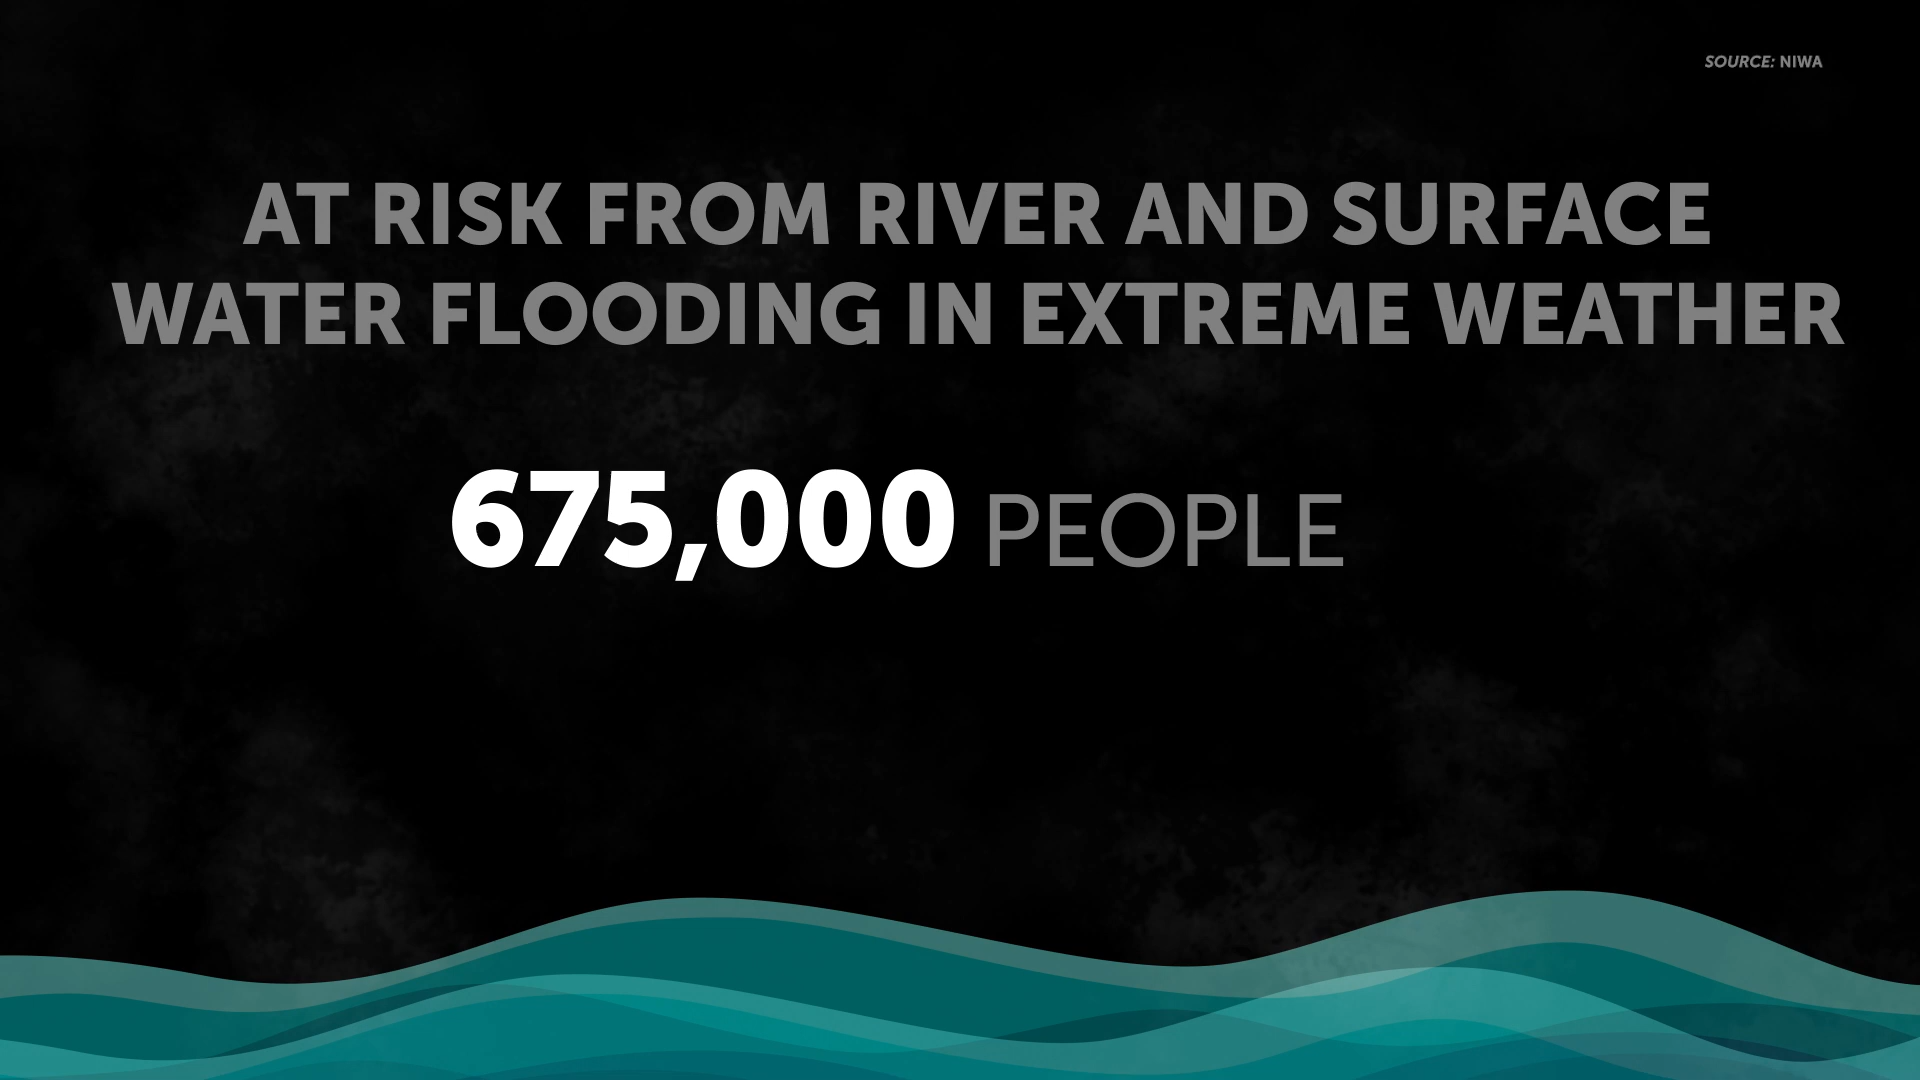 SOURCE: NIWA
AT RISK FROM RIVER AND SURFACE
WATER FLOODING IN EXTREME WEATHER
675,000 PEOPLE